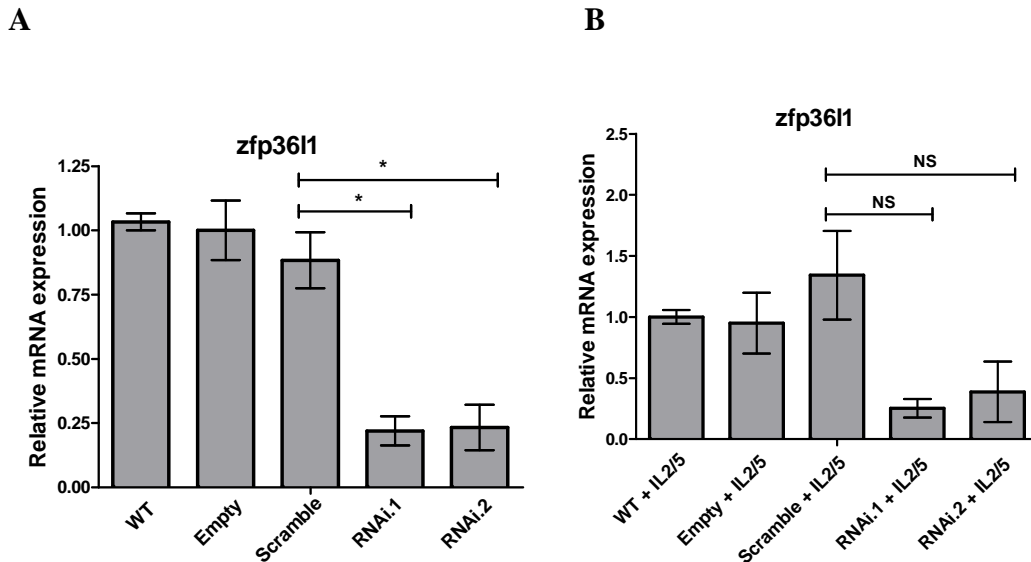 A
zfp36l1
Relative mRNA expression
1.25
1.00
0.75
0.50
0.25
0.00
*
*
WT
Empty
Scramble
RNAi.1
RNAi.2
B
zfp36l1
Relative mRNA expression
2.5
2.0
1.5
1.0
0.5
0.0
NS
NS
WT + IL2/5
Empty + IL2/5
Scramble + IL2/5
RNAi.1 + IL2/5
RNAi.2 + IL2/5